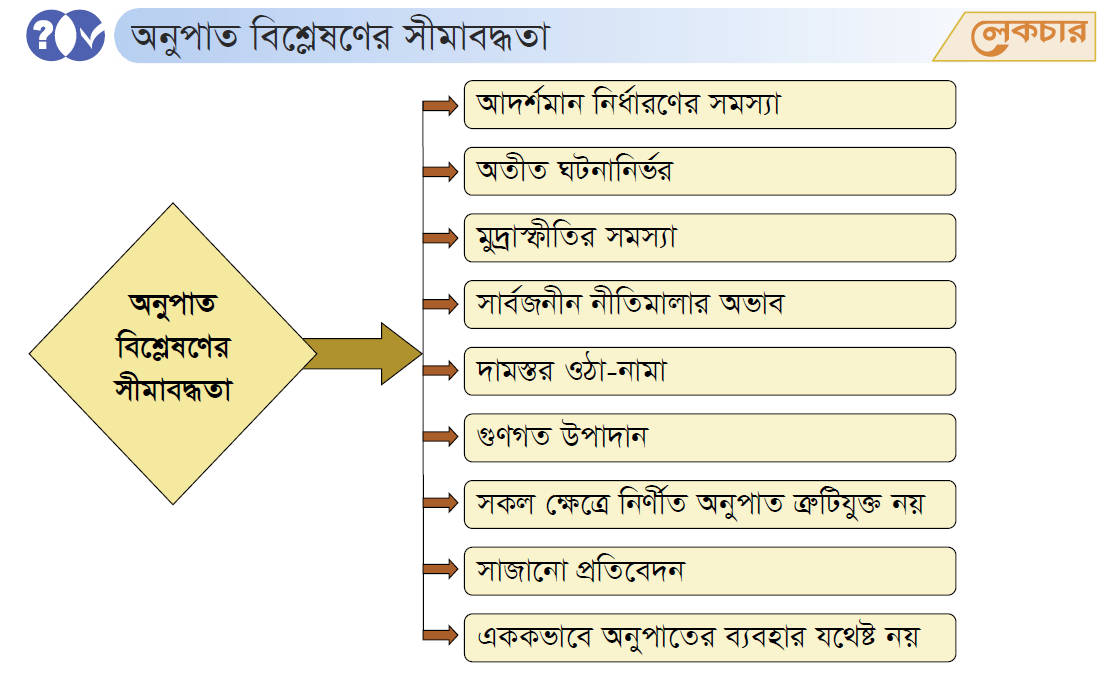 অনুপাত বিশ্লেষণের সীমাবদ্ধতা
লেকচার
অনুপাত
বিশ্লেষণের
সীমাবদ্ধতা
আদর্শমান নির্ধারণের সমস্যা
অতীত ঘটনানির্ভর
মুদ্রাস্ফীতির সমস্যা
সার্বজনীন নীতিমালার অভাব
দামস্তর ওঠা-নামা
গুণগত উপাদান
সকল ক্ষেত্রে নির্ণীত অনুপাত ত্রুটিযুক্ত নয়
সাজানো প্রতিবেদন
এককভাবে অনুপাতের ব্যবহার যথেষ্ট নয়